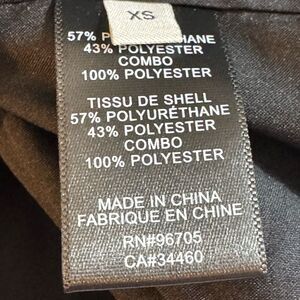 XS
57% P THANE
43% POLYESTER
COMBO
100% POLYESTER
TISSU DE SHELL
57% POLYURÉTHANE
43% POLYESTER
COMBO
100% POLYESTER
MADE IN CHINA
FABRIQUE EN CHINE
RN#96705
CA#34460